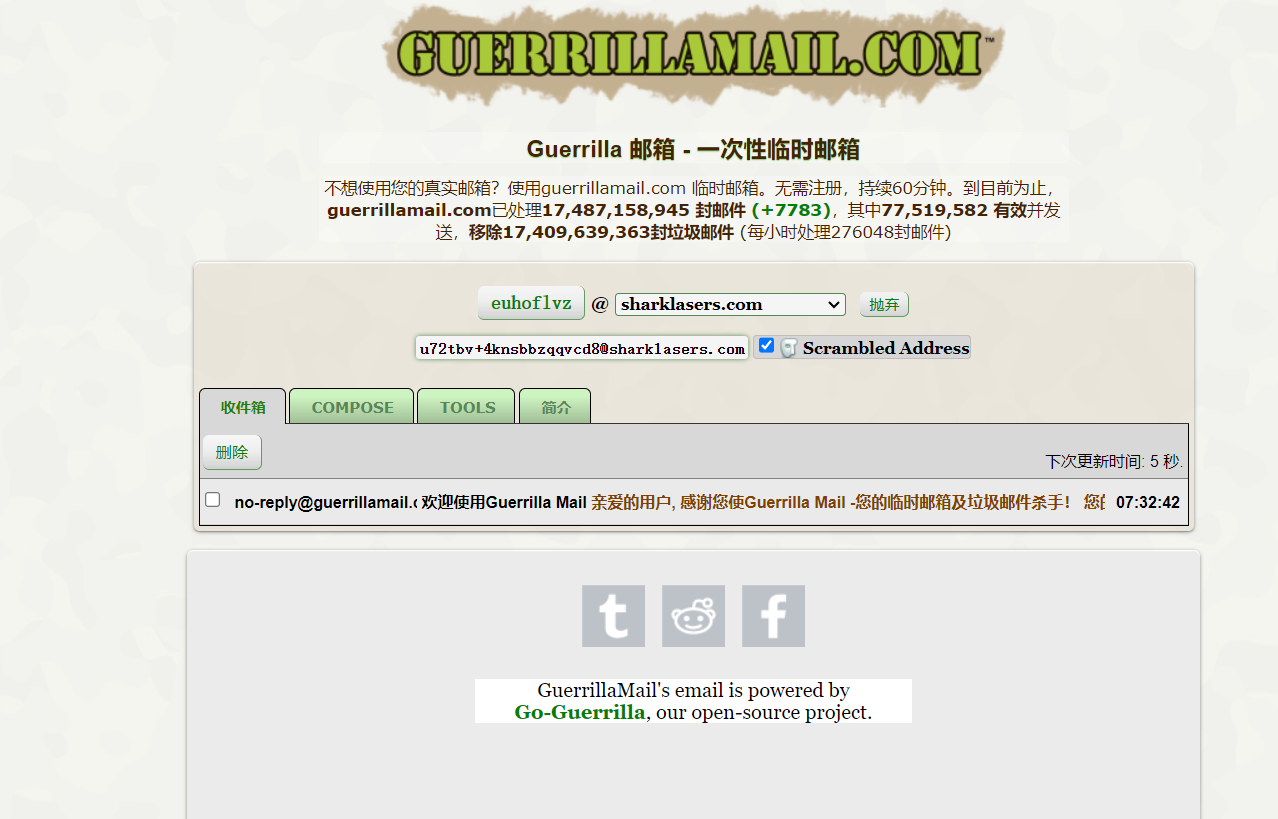 GUERRILLAMAIL.COM™
Guerrilla 邮箱 - 一次性临时邮箱
不想使用您的真实邮箱？使用guerrillamail.com 临时邮箱。无需注册，持续60分钟。到目前为止，
guerrillamail.com已处理17,487,158,945 封邮件 (+7783)，其中77,519,582 有效并发
送，移除17,409,639,363封垃圾邮件 (每小时处理276048封邮件)
euhoflvz @ sharklasers.com 抛弃
u72tbv+4knsbbzqqvcd8@sharklasers.com Scrambled Address
收件箱 COMPOSE TOOLS 简介
删除
下次更新时间: 5 秒.
no-reply@guerrillamail.c 欢迎使用Guerrilla Mail 亲爱的用户, 感谢您使Guerrilla Mail -您的临时邮箱及垃圾邮件杀手！ 您 07:32:42
GuerrillaMail's email is powered by
Go-Guerrilla, our open-source project.